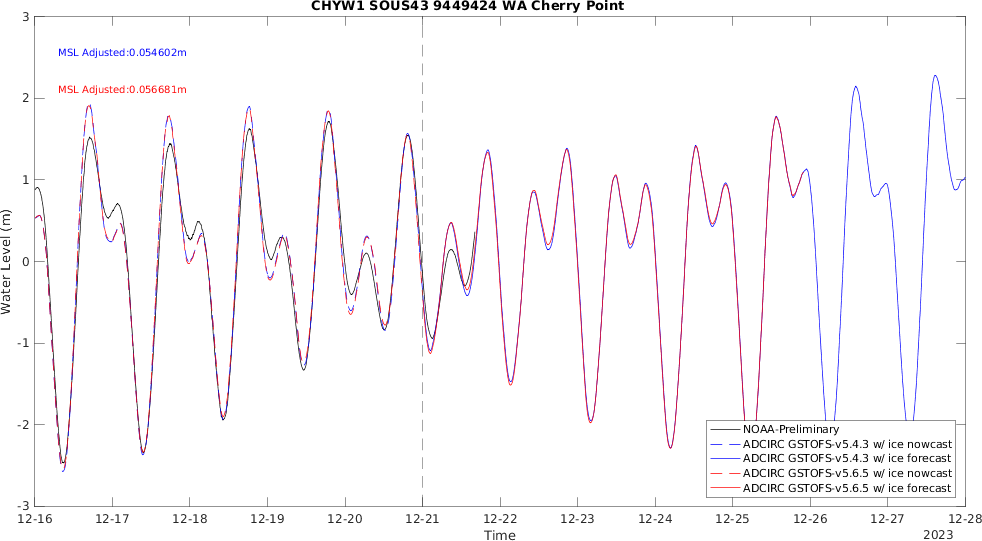 CHYW1 SOUS43 9449424 WA Cherry Point
3
MSL Adjusted:0.054602m
MSL Adjusted:0.056681m
2
1
0
-1
-2
-3
Water Level (m)
NOAA-Preliminary
ADCIRC GSTOFS-v5.4.3 w/ ice nowcast
ADCIRC GSTOFS-v5.4.3 w/ ice forecast
ADCIRC GSTOFS-v5.6.5 w/ ice nowcast
ADCIRC GSTOFS-v5.6.5 w/ ice forecast
12-16 12-17 12-18 12-19 12-20 12-21 12-22 12-23 12-24 12-25 12-26 12-27 12-28
Time
2023